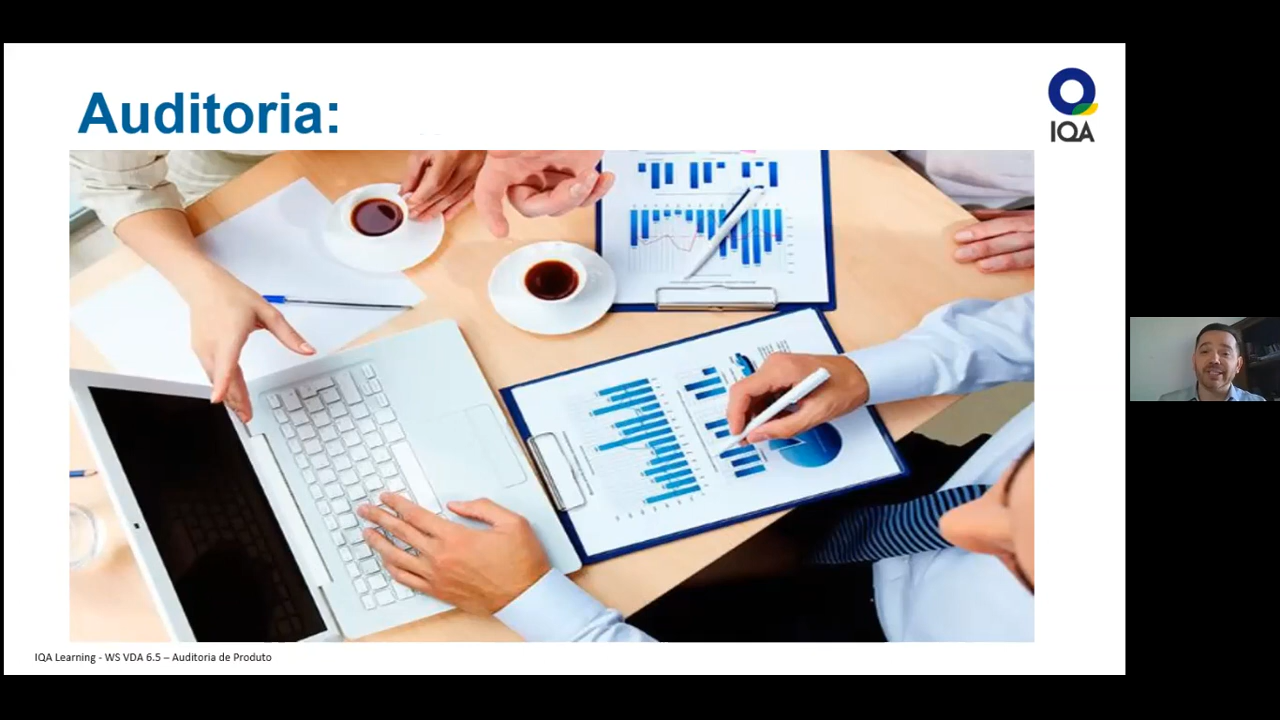 Auditoria:
IQA
IQA Learning - WS VDA 6.5 – Auditoria de Produto